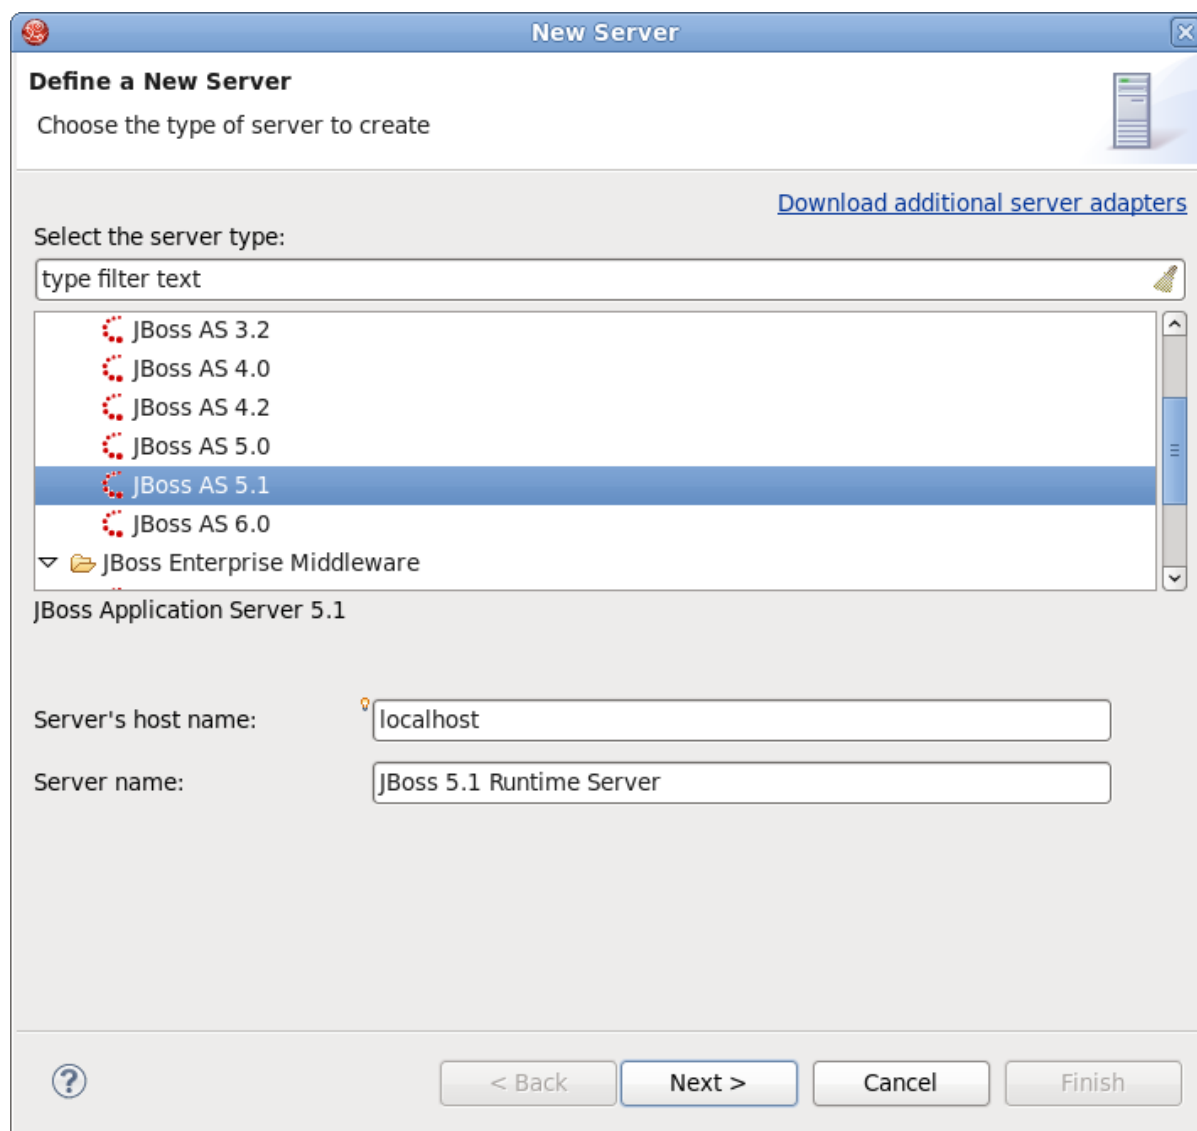 New Server
Define a New Server
Choose the type of server to create
Download additional server adapters
Select the server type:
type filter text
JBoss AS 3.2
JBoss AS 4.0
JBoss AS 4.2
JBoss AS 5.0
JBoss AS 5.1
JBoss AS 6.0
JBoss Enterprise Middleware
JBoss Application Server 5.1
Server's host name: localhost
Server name: JBoss 5.1 Runtime Server
? < Back Next > Cancel Finish